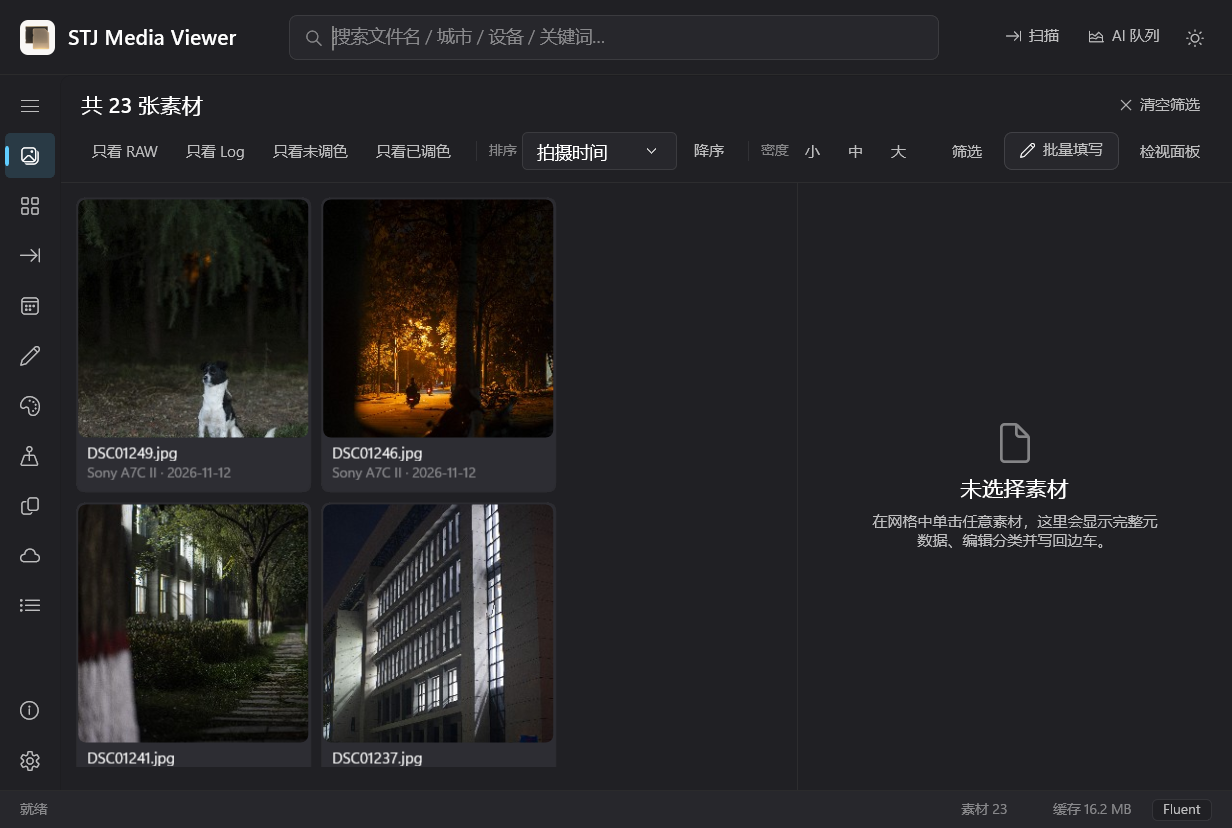 STJ Media Viewer
搜索文件名 / 城市 / 设备 / 关键词...
扫描
AI 队列
共 23 张素材
清空筛选
只看 RAW
只看 Log
只看未调色
只看已调色
排序
拍摄时间
降序
密度
小
中
大
筛选
批量填写
检视面板
DSC01249.jpg
Sony A7C II · 2026-11-12
DSC01246.jpg
Sony A7C II · 2026-11-12
DSC01241.jpg
DSC01237.jpg
未选择素材
在网格中单击任意素材，这里会显示完整元
数据、编辑分类并写回边车。
就绪
素材 23
缓存 16.2 MB
Fluent